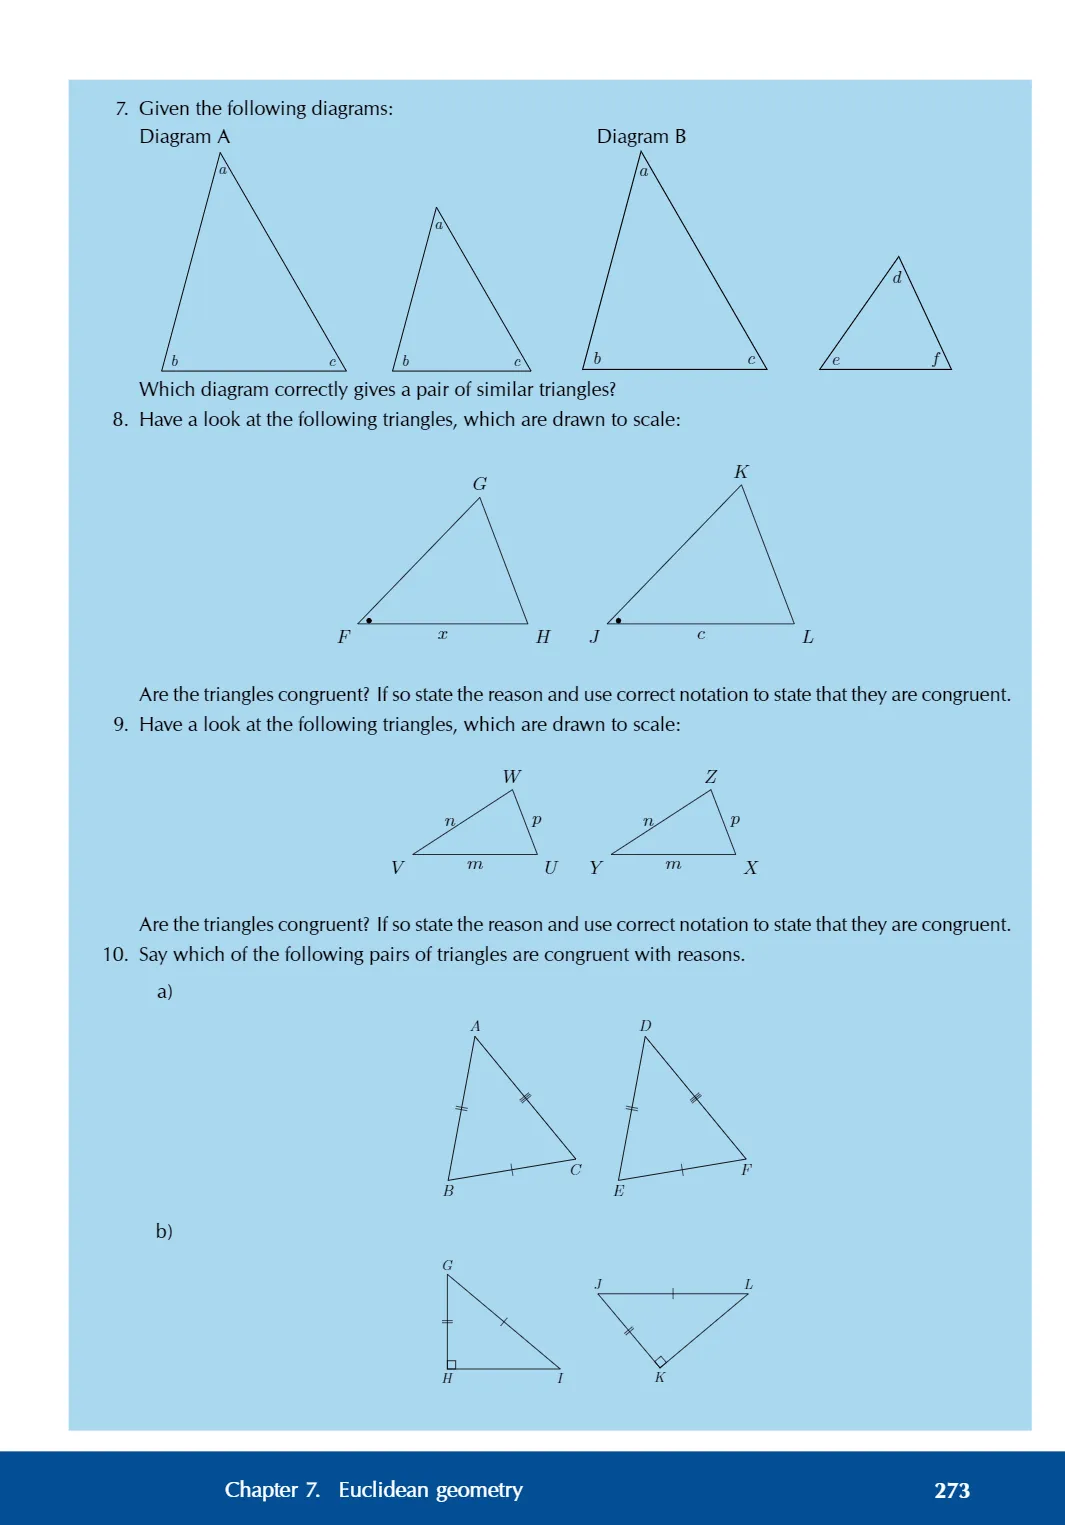 7. Given the following diagrams:
Diagram A Diagram B
a
a
b c
b c
a
b c
d
e f
Which diagram correctly gives a pair of similar triangles?
8. Have a look at the following triangles, which are drawn to scale:
G
F x H
K
J c L
Are the triangles congruent? If so state the reason and use correct notation to state that they are congruent.
9. Have a look at the following triangles, which are drawn to scale:
W
n p
V m U
Z
n p
Y m X
Are the triangles congruent? If so state the reason and use correct notation to state that they are congruent.
10. Say which of the following pairs of triangles are congruent with reasons.
a)
A
B C
D
E F
b)
G
H I
J L
K
Chapter 7. Euclidean geometry 273